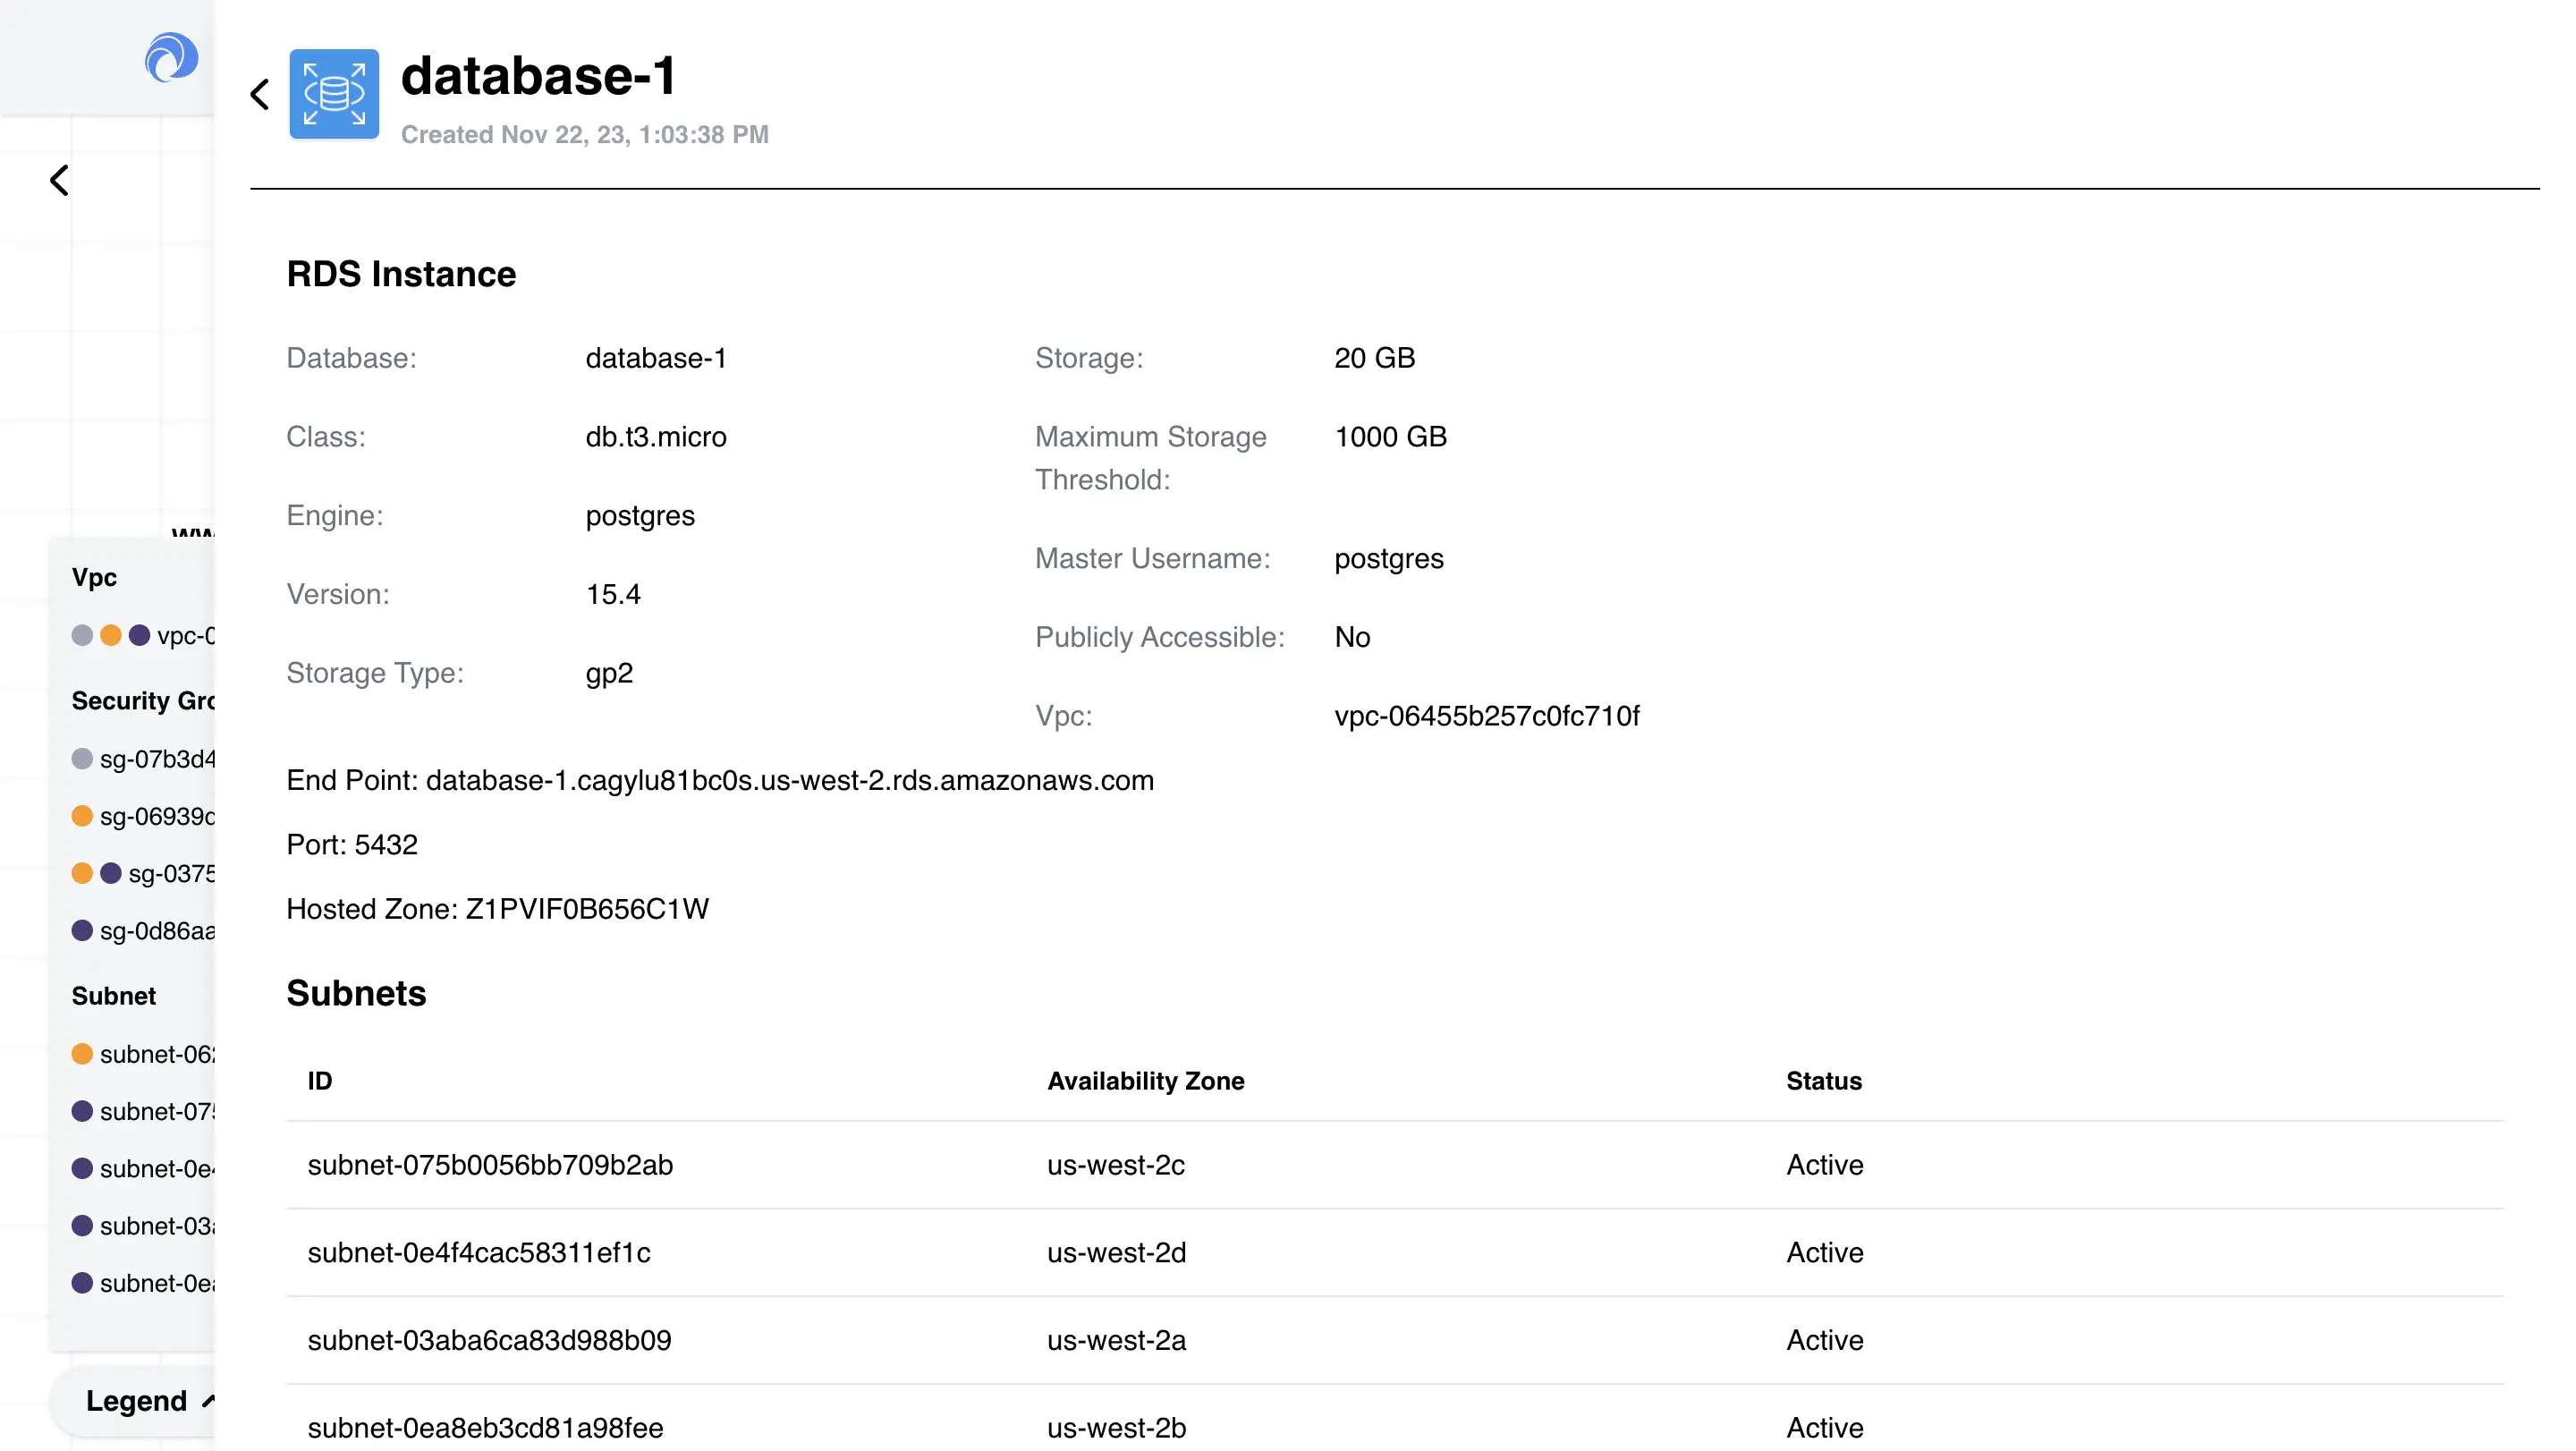 database-1
Created Nov 22, 23, 1:03:38 PM
RDS Instance
Database: database-1
Class: db.t3.micro
Engine: postgres
Version: 15.4
Storage Type: gp2
Storage: 20 GB
Maximum Storage 1000 GB
Threshold:
Master Username: postgres
Publicly Accessible: No
Vpc: vpc-06455b257c0fc710f
End Point: database-1.cagylu81bc0s.us-west-2.rds.amazonaws.com
Port: 5432
Hosted Zone: Z1PVIF0B656C1W
Subnets
ID Availability Zone Status
subnet-075b0056bb709b2ab us-west-2c Active
subnet-0e4f4cac58311ef1c us-west-2d Active
subnet-03aba6ca83d988b09 us-west-2a Active
subnet-0ea8eb3cd81a98fee us-west-2b Active
Vpc
vpc-0
Security Gro
sg-07b3d4
sg-06939
sg-0375
sg-0d86aa
Subnet
subnet-06
subnet-075
subnet-0e4
subnet-03a
subnet-0ea
Legend